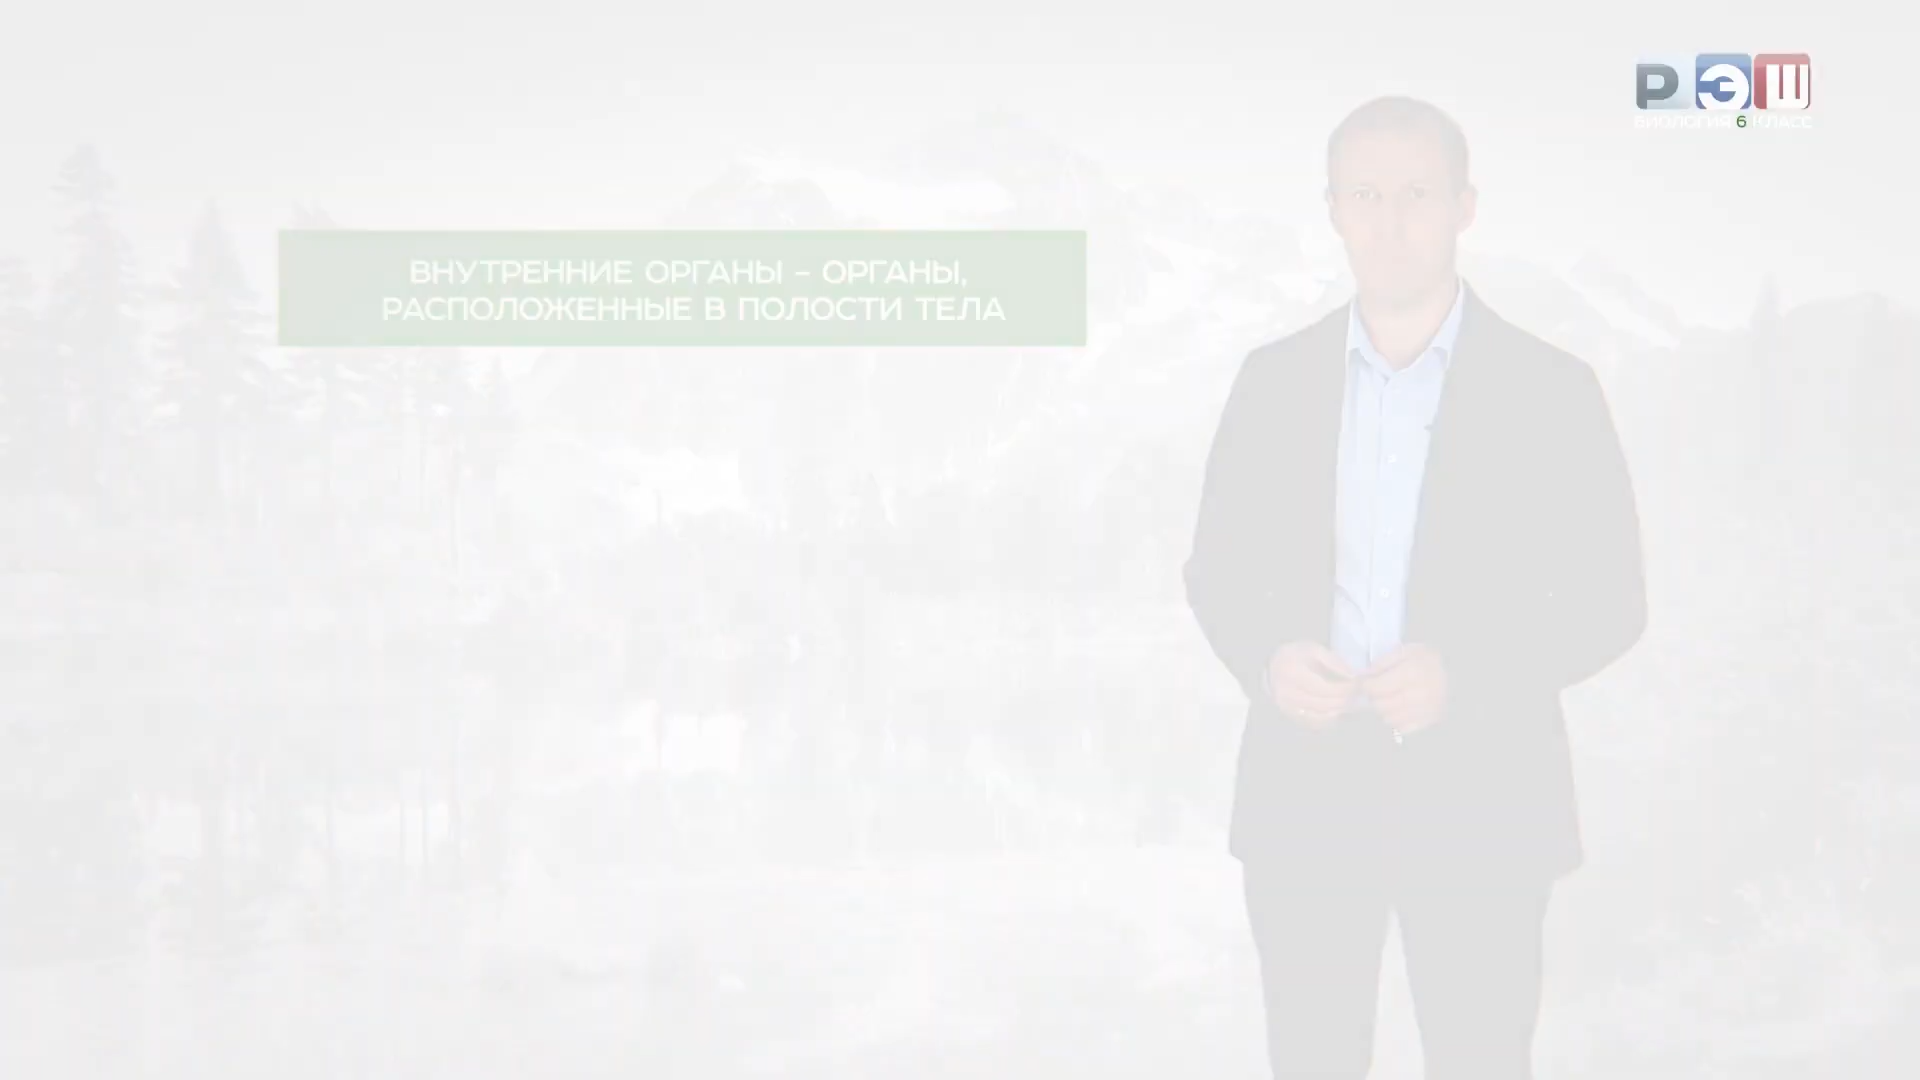 РЭШ
БИОЛОГИЯ 6 КЛАСС
ВНУТРЕННИЕ ОРГАНЫ – ОРГАНЫ,
РАСПОЛОЖЕННЫЕ В ПОЛОСТИ ТЕЛА